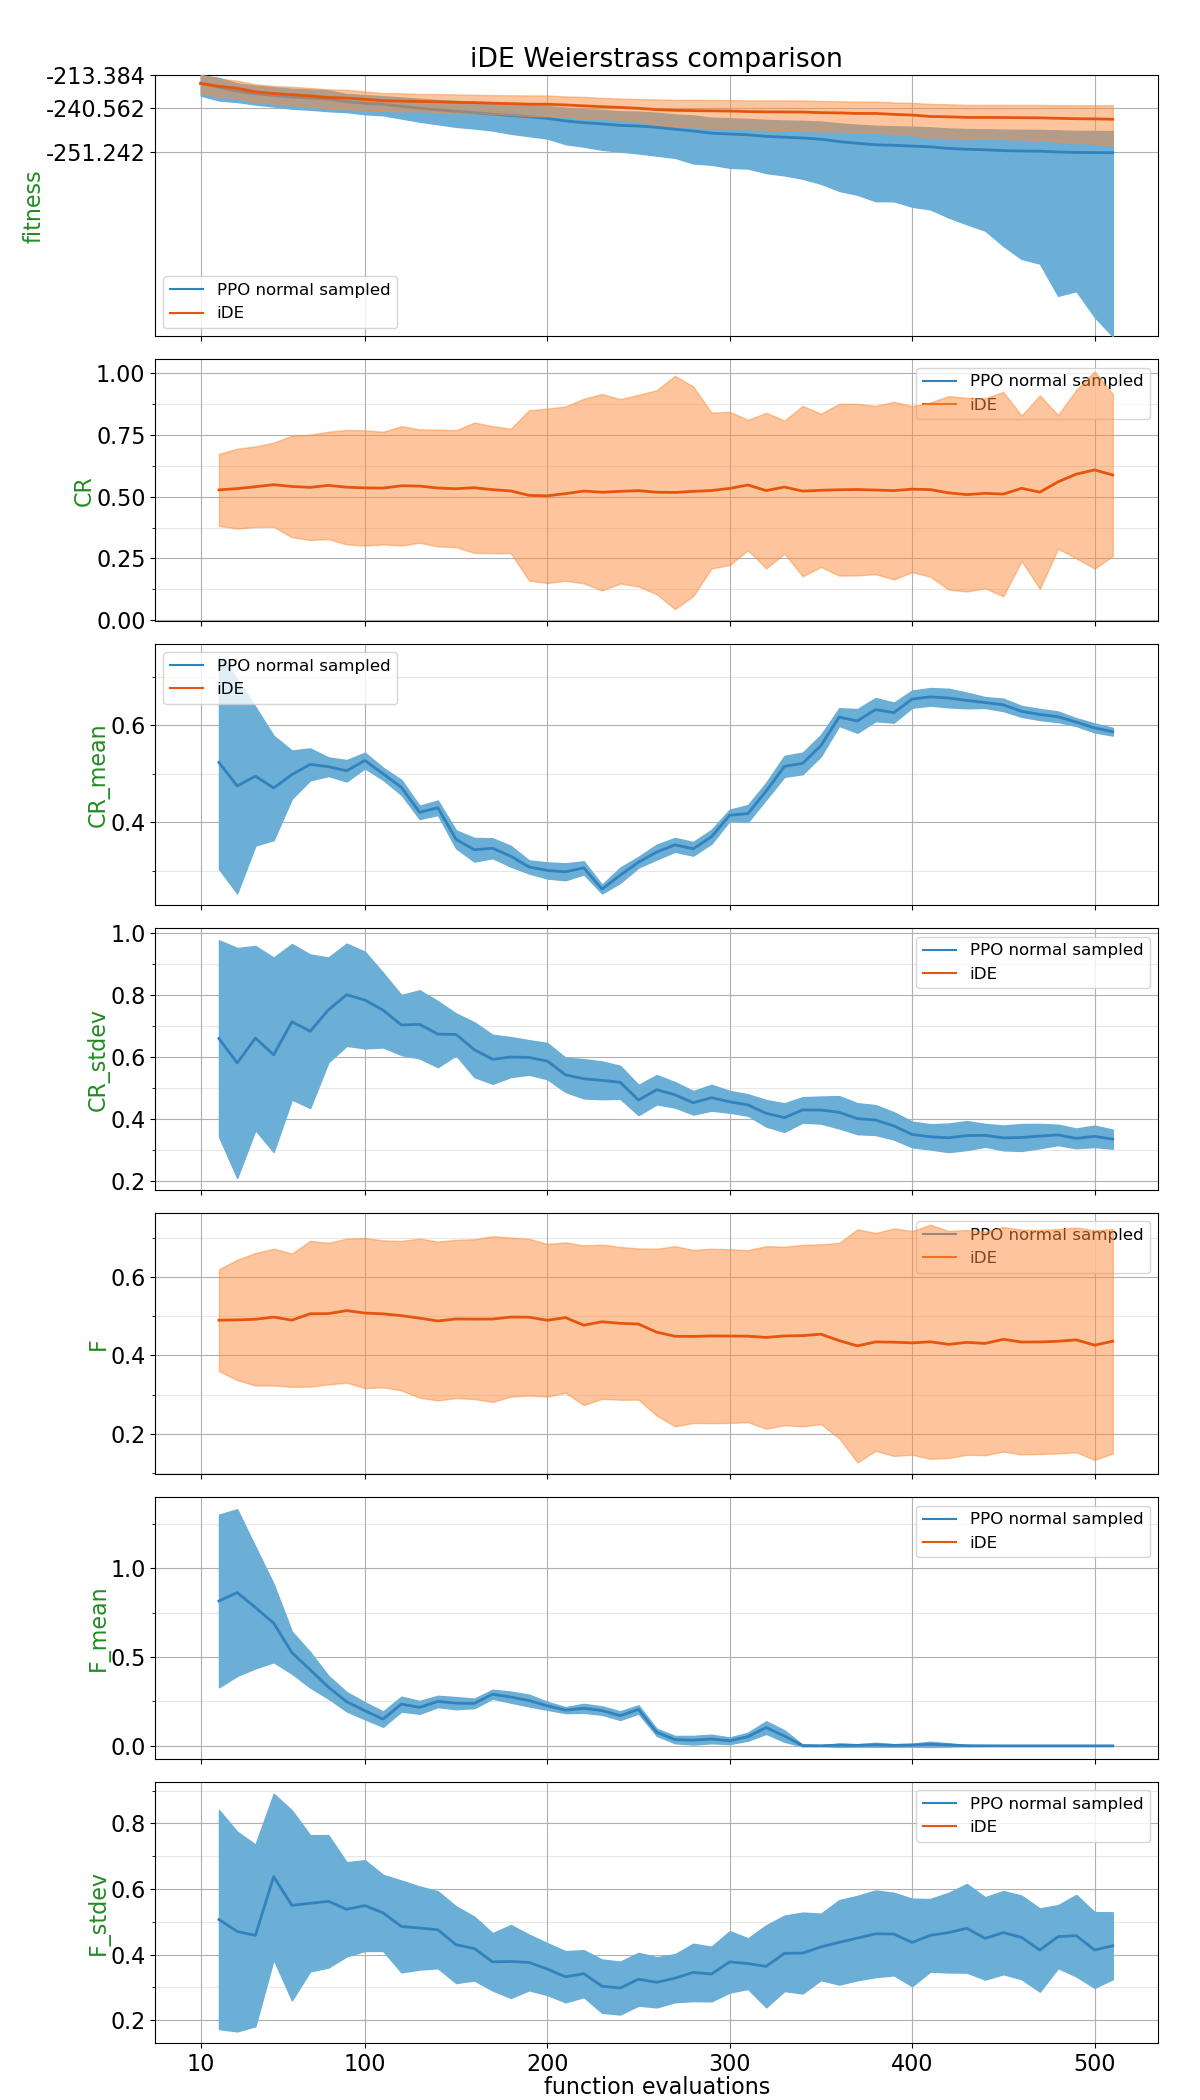 iDE Weierstrass comparison
-213.384
-240.562
-251.242
fitness
PPO normal sampled
iDE
1.00
0.75
0.50
0.25
0.00
CR
PPO normal sampled
iDE
0.6
0.4
CR_mean
PPO normal sampled
iDE
1.0
0.8
0.6
0.4
0.2
CR_stdev
PPO normal sampled
iDE
0.6
0.4
0.2
F
PPO normal sampled
iDE
1.0
0.5
0.0
F_mean
PPO normal sampled
iDE
0.8
0.6
0.4
0.2
F_stdev
PPO normal sampled
iDE
10 100 200 300 400 500
function evaluations